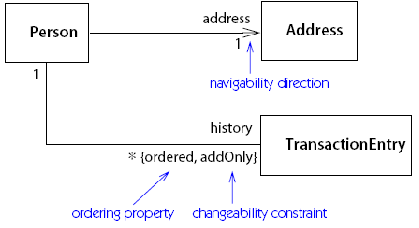 Person
address
Address
1
navigability direction
1
history
* {ordered, addOnly}
TransactionEntry
ordering property
changeability constraint